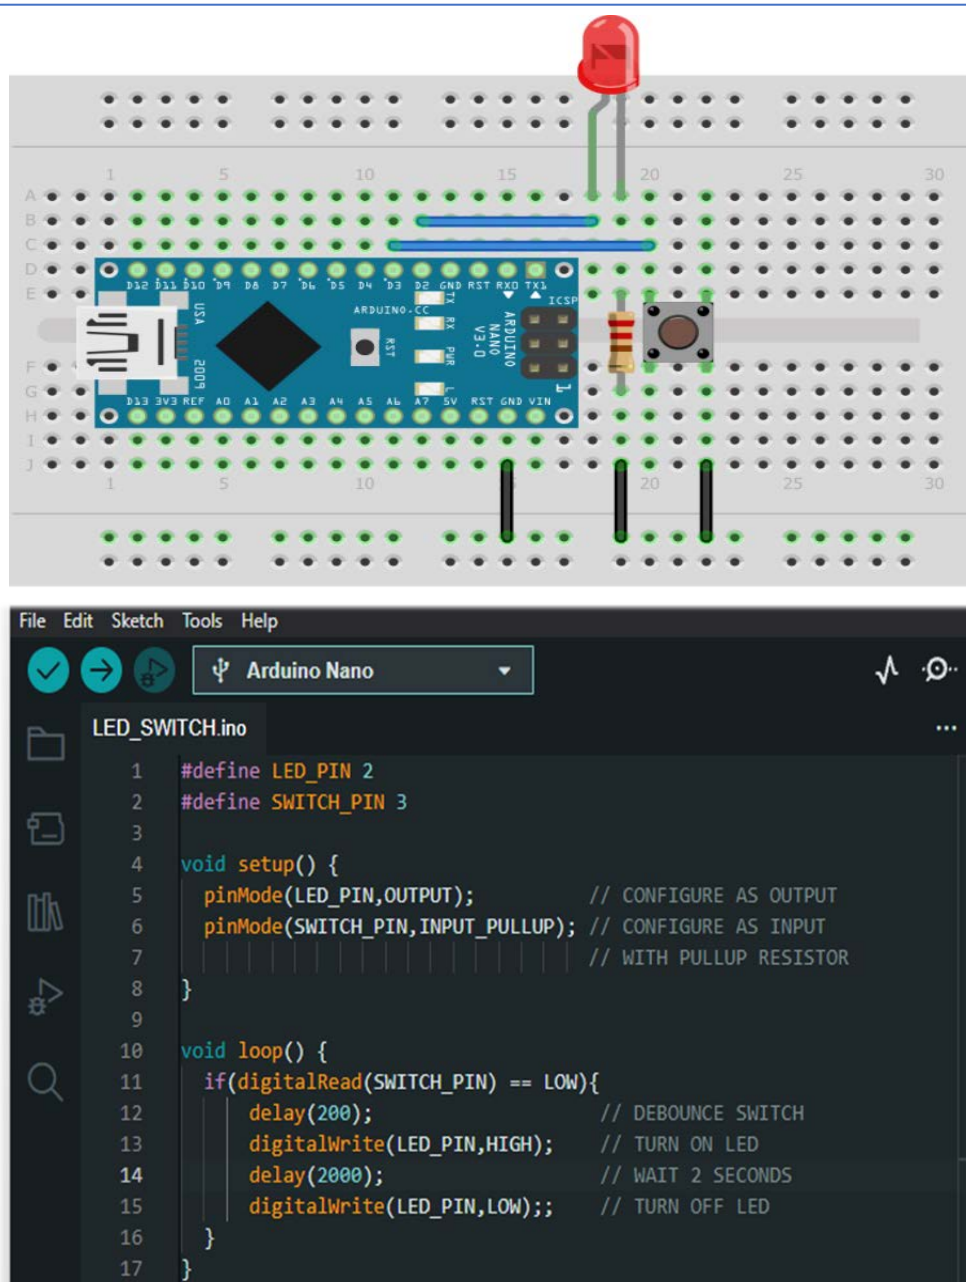 1 5 10 15 20 25 30
A
B
C
D
E
D12 D11 D10 D9 D8 D7 D6 D5 D4 D3 D2 GND RST RX0 TX1
USA
ARDUINO.CC
TX
RX
PWR
L
RST
ARDUINO
NANO
V3.0
ICSP
1
2009
D13 3V3 REF A0 A1 A2 A3 A4 A5 A6 A7 5V RST GND VIN
F
G
H
I
J
1 5 10 20 25 30
File Edit Sketch Tools Help
Arduino Nano
LED_SWITCH.ino
1 #define LED_PIN 2
2 #define SWITCH_PIN 3
3
4 void setup() {
5 pinMode(LED_PIN,OUTPUT); // CONFIGURE AS OUTPUT
6 pinMode(SWITCH_PIN,INPUT_PULLUP); // CONFIGURE AS INPUT
7 // WITH PULLUP RESISTOR
8 }
9
10 void loop() {
11 if(digitalRead(SWITCH_PIN) == LOW){
12 delay(200); // DEBOUNCE SWITCH
13 digitalWrite(LED_PIN,HIGH); // TURN ON LED
14 delay(2000); // WAIT 2 SECONDS
15 digitalWrite(LED_PIN,LOW);; // TURN OFF LED
16 }
17 }